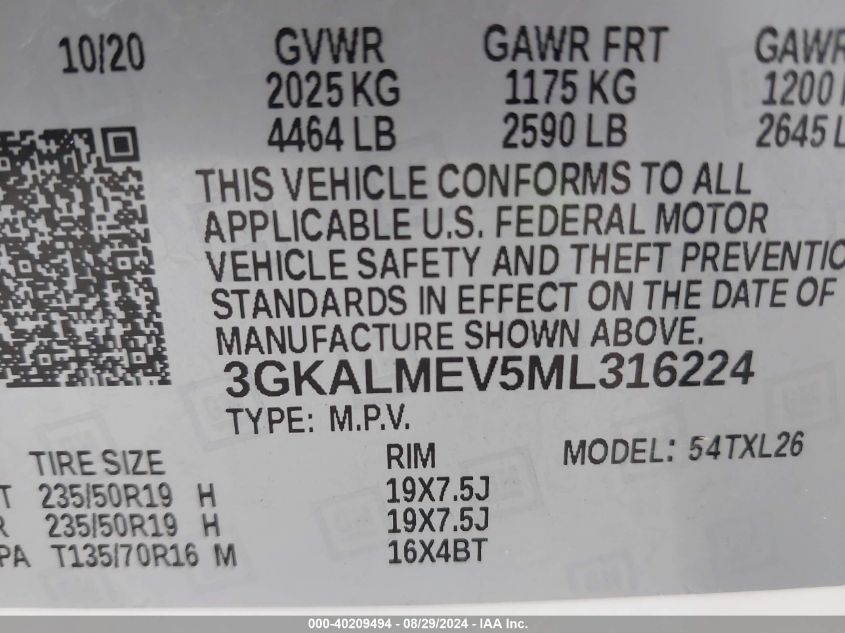 10/20 GVWR GAWR FRT GAWR
2025 KG 1175 KG 1200
4464 LB 2590 LB 2645 L
THIS VEHICLE CONFORMS TO ALL
APPLICABLE U.S. FEDERAL MOTOR
VEHICLE SAFETY AND THEFT PREVENTIO
STANDARDS IN EFFECT ON THE DATE OF
MANUFACTURE SHOWN ABOVE.
3GKALMEV5ML316224
TYPE: M.P.V.
TIRE SIZE RIM MODEL: 54TXL26
T 235/50R19 H 19X7.5J
R 235/50R19 H 19X7.5J
PA T135/70R16 M 16X4BT
000-40209494 - 08/29/2024 - IAA Inc.